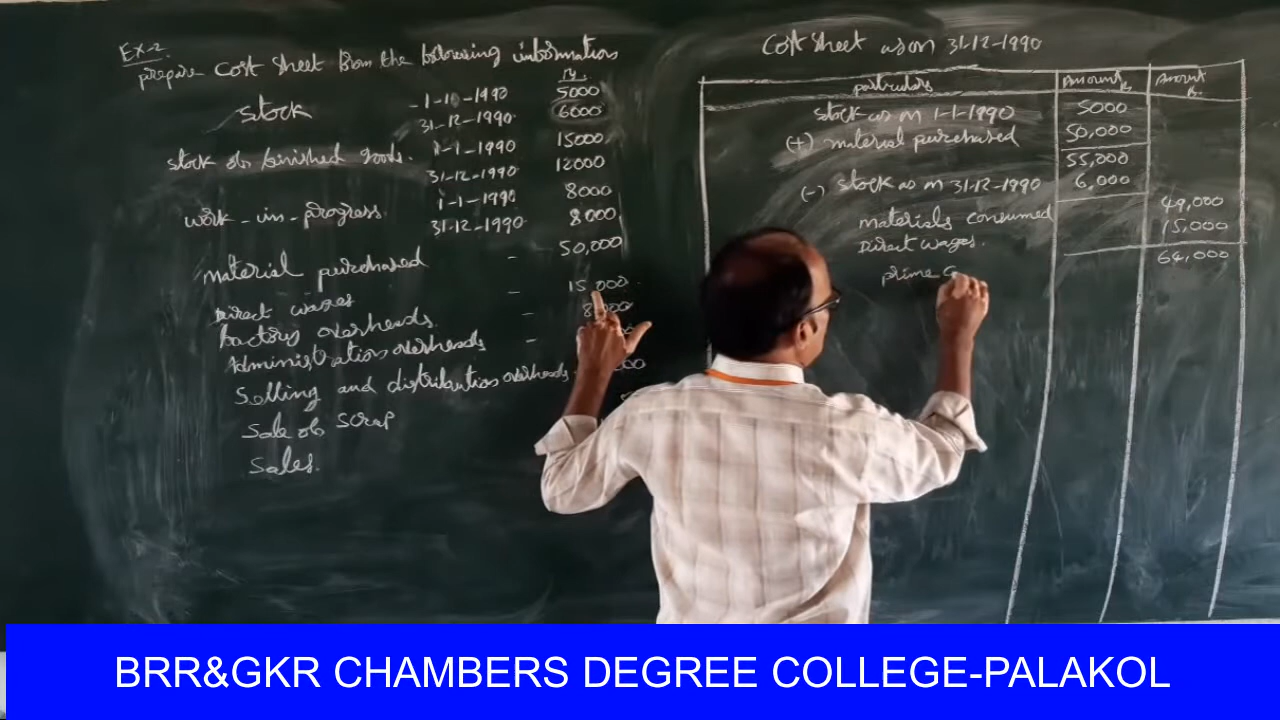 Ex-2.
prepare Cost Sheet from the following information
Rs.
stock - 1-1-1990 5000
31-12-1990 6000
stock of finished goods. 1-1-1990 15000
31-12-1990 12000
work-in-progress 1-1-1990 8000
31-12-1990 8000
material purchased - 50,000
Direct wages - 15,000
factory overheads. -
Administration overheads -
Selling and distribution overheads.
Sale of scrap
Sales.
Cost sheet as on 31-12-1990
particulars Amount Rs. Amount Rs.
stock as on 1-1-1990 5000
(+) material purchased 50,000
55,000
(-) stock as on 31-12-1990 6,000
49,000
materials consumed
Direct wages. 15,000
64,000
prime C
BRR&GKR CHAMBERS DEGREE COLLEGE-PALAKOL